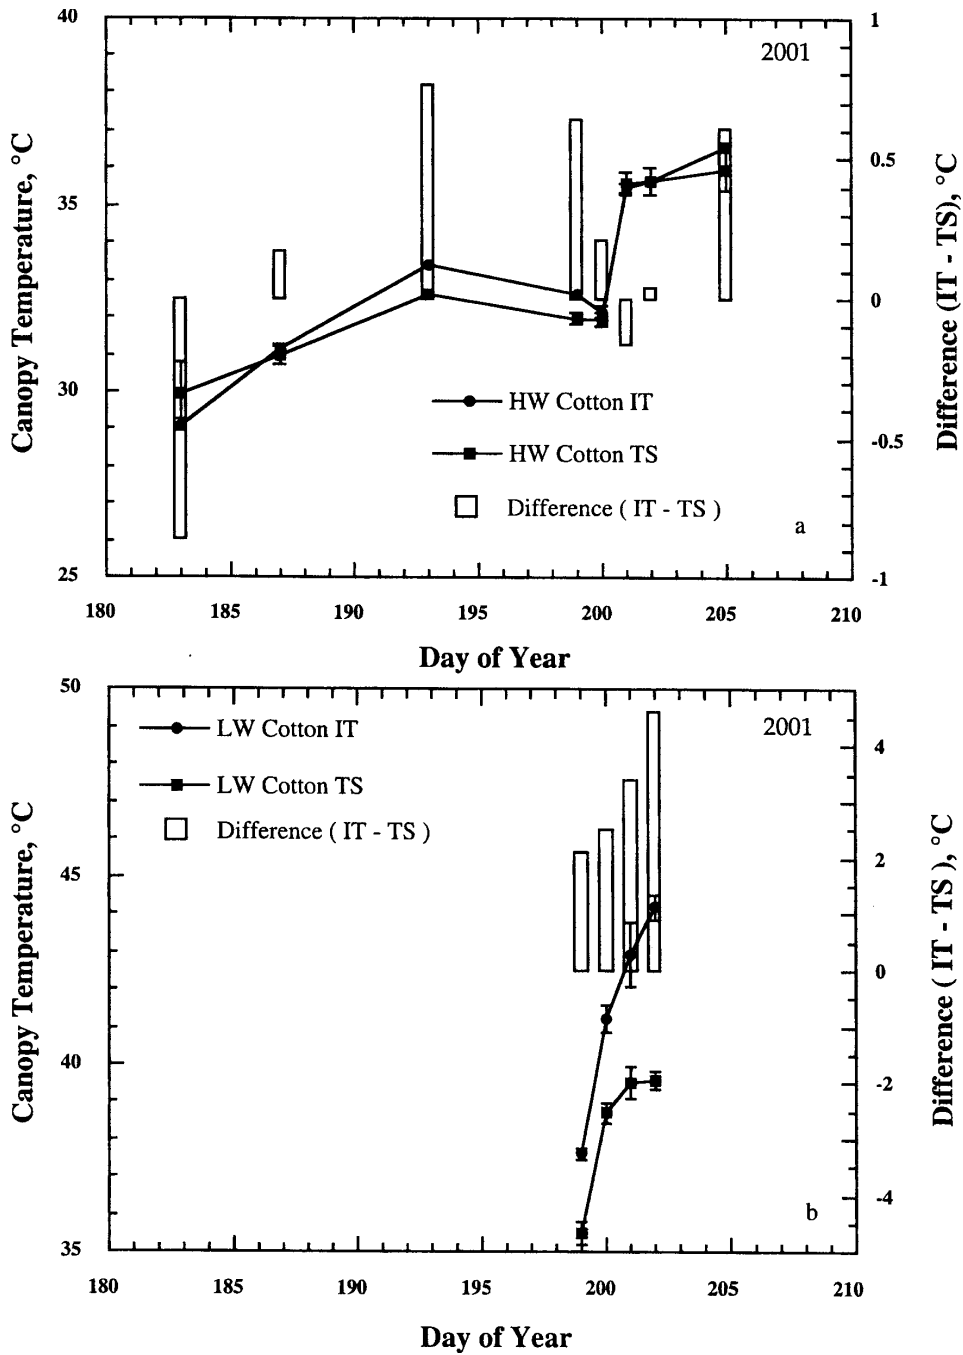 40
35
30
25
Canopy Temperature, °C
1
0.5
0
-0.5
-1
Difference (IT - TS), °C
2001
HW Cotton IT
HW Cotton TS
Difference ( IT - TS )
a
180 185 190 195 200 205 210
Day of Year
50
45
40
35
Canopy Temperature, °C
4
2
0
-2
-4
Difference ( IT - TS ), °C
LW Cotton IT
LW Cotton TS
Difference ( IT - TS )
2001
b
180 185 190 195 200 205 210
Day of Year